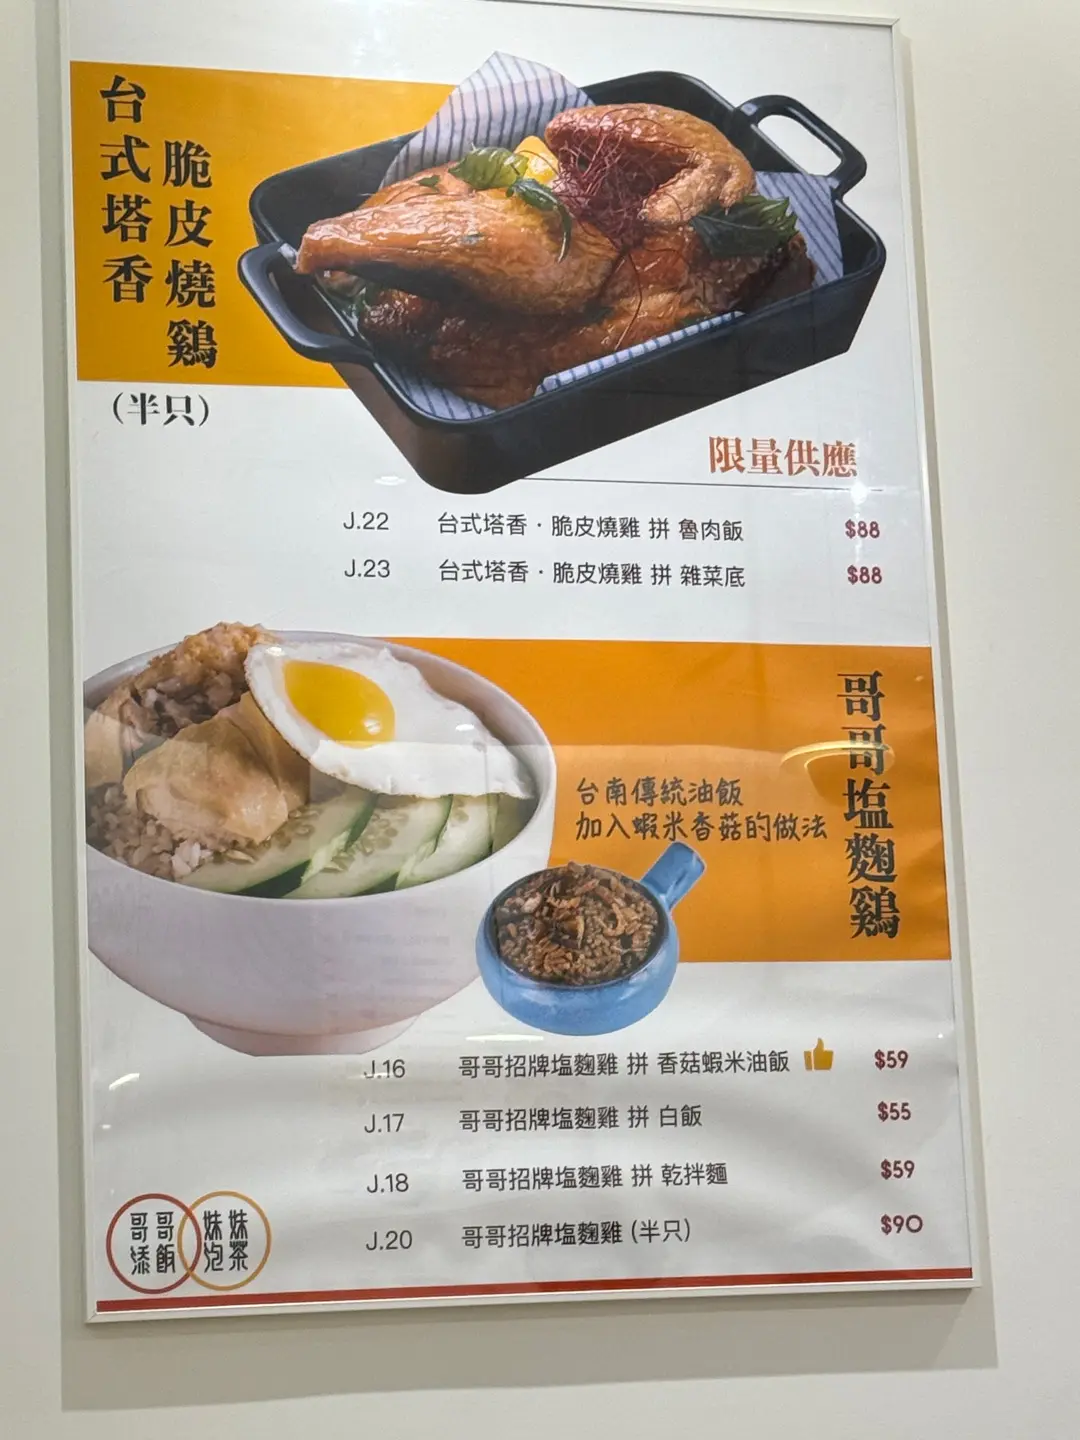 台式塔香
脆皮燒鷄
(半只)
限量供應
J.22 台式塔香·脆皮燒雞 拼 魯肉飯 $88
J.23 台式塔香·脆皮燒雞 拼 雜菜底 $88
哥哥塩麴鷄
台南傳統油飯
加入蝦米香菇的做法
J.16 哥哥招牌塩麴雞 拼 香菇蝦米油飯 $59
J.17 哥哥招牌塩麴雞 拼 白飯 $55
J.18 哥哥招牌塩麴雞 拼 乾拌麵 $59
J.20 哥哥招牌塩麴雞 (半只) $90
哥哥添飯
妹妹泡茶